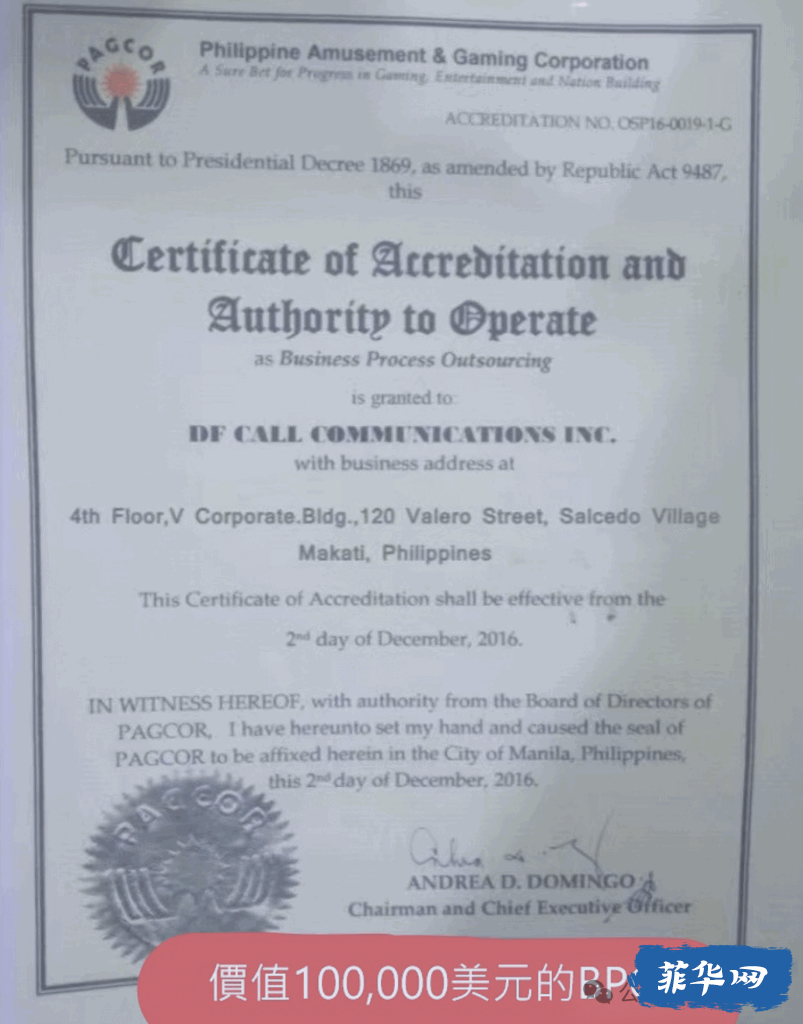 PAGCOR
Philippine Amusement & Gaming Corporation
A Sure Bet for Progress in Gaming, Entertainment and Nation Building
ACCREDITATION NO. OSP16-0019-1-G
Pursuant to Presidential Decree 1869, as amended by Republic Act 9487,
this
Certificate of Accreditation and
Authority to Operate
as Business Process Outsourcing
is granted to:
DF CALL COMMUNICATIONS INC.
with business address at
4th Floor,V Corporate.Bldg.,120 Valero Street, Salcedo Village
Makati, Philippines
This Certificate of Accreditation shall be effective from the
2nd day of December, 2016.
IN WITNESS HEREOF, with authority from the Board of Directors of
PAGCOR, I have hereunto set my hand and caused the seal of
PAGCOR to be affixed herein in the City of Manila, Philippines,
this 2nd day of December, 2016.
PAGCOR
ANDREA D. DOMINGO
Chairman and Chief Executive Officer
價值100,000美元的BP
公
菲华网